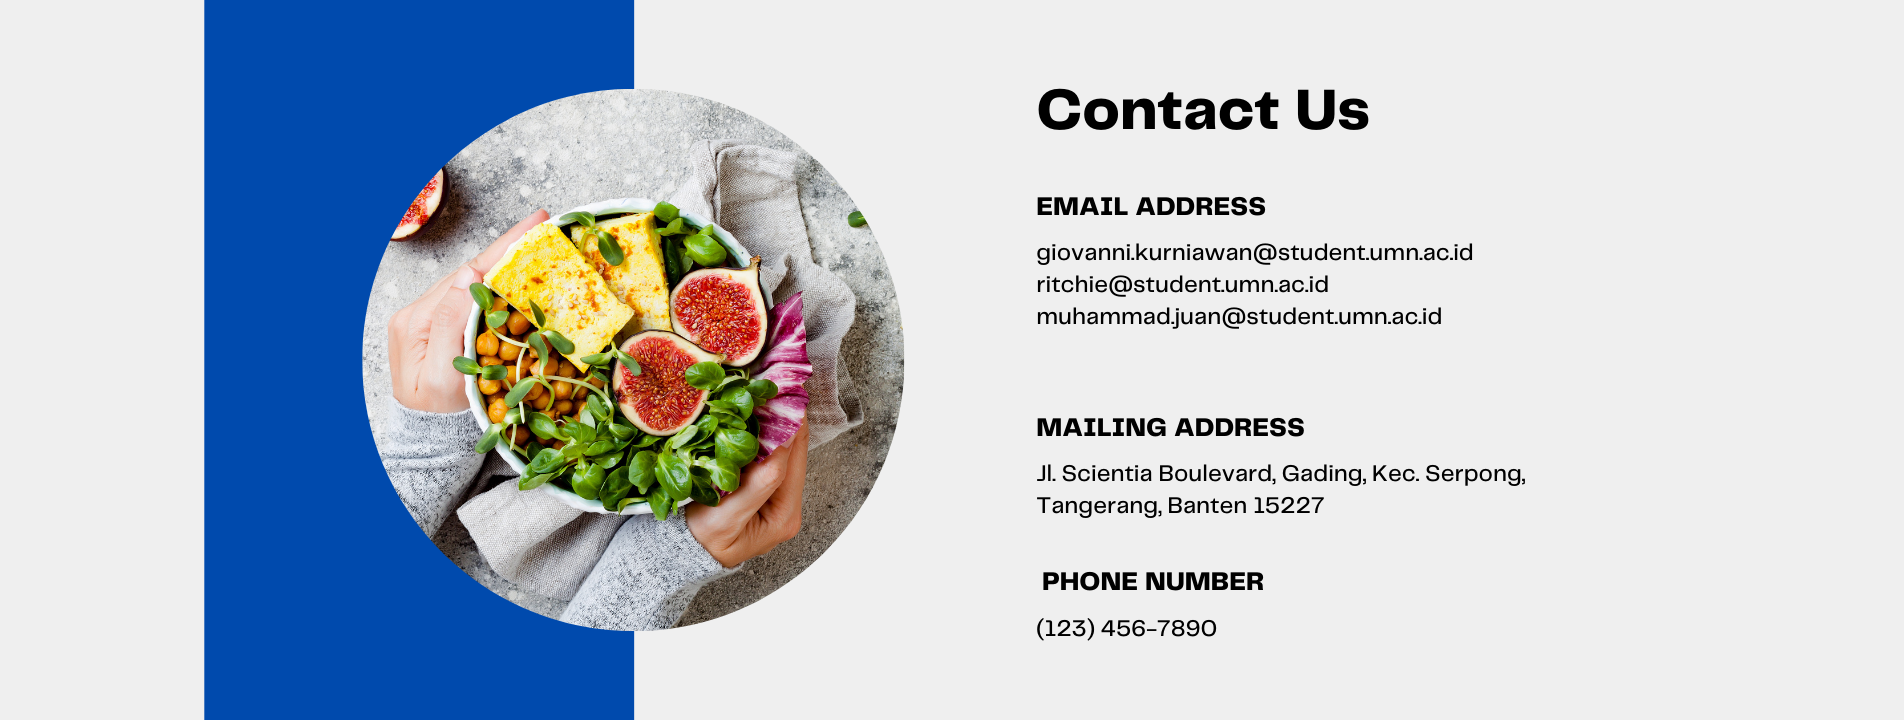 Contact Us
EMAIL ADDRESS
giovanni.kurniawan@student.umn.ac.id
ritchie@student.umn.ac.id
muhammad.juan@student.umn.ac.id
MAILING ADDRESS
Jl. Scientia Boulevard, Gading, Kec. Serpong,
Tangerang, Banten 15227
PHONE NUMBER
(123) 456-7890